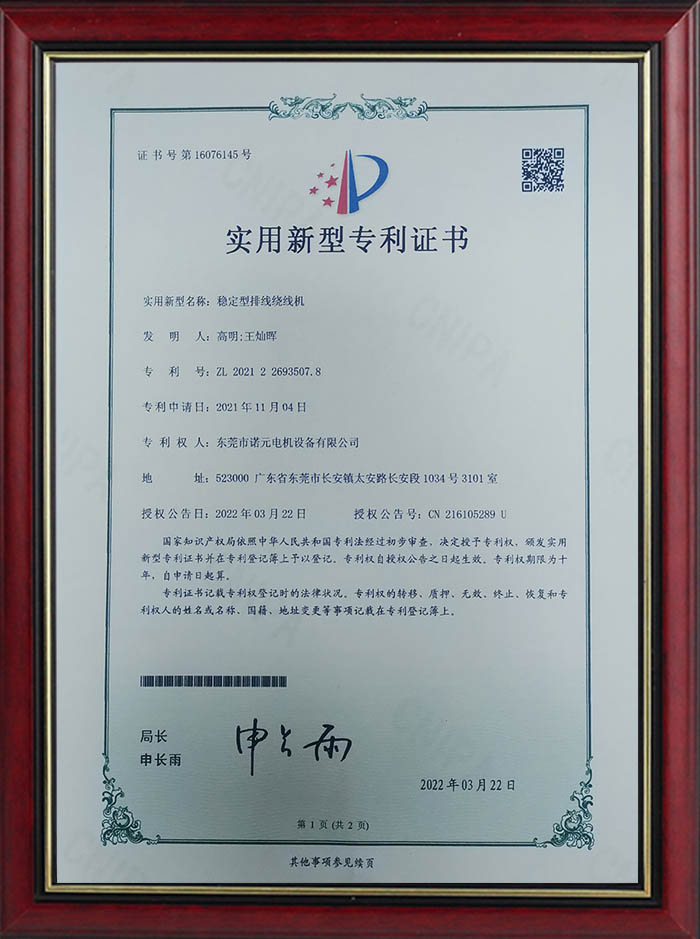 证书号第16076145号
实用新型专利证书
实用新型名称：稳定型排线绕线机
发 明 人：高明;王灿晖
专 利 号：ZL 2021 2 2693507.8
专利申请日：2021年11月04日
专 利 权 人：东莞市诺元电机设备有限公司
地 址：523000 广东省东莞市长安镇太安路长安段1034号3101室
授权公告日：2022年03月22日 授权公告号：CN 216105289 U
国家知识产权局依照中华人民共和国专利法经过初步审查，决定授予专利权，颁发实用
新型专利证书并在专利登记簿上予以登记。专利权自授权公告之日起生效。专利权期限为十
年，自申请日起算。
专利证书记载专利权登记时的法律状况。专利权的转移、质押、无效、终止、恢复和专
利权人的姓名或名称、国籍、地址变更等事项记载在专利登记簿上。
局长
申长雨
申长雨
2022年03月22日
第 1 页 (共 2 页)
其他事项参见续页
CNIPA